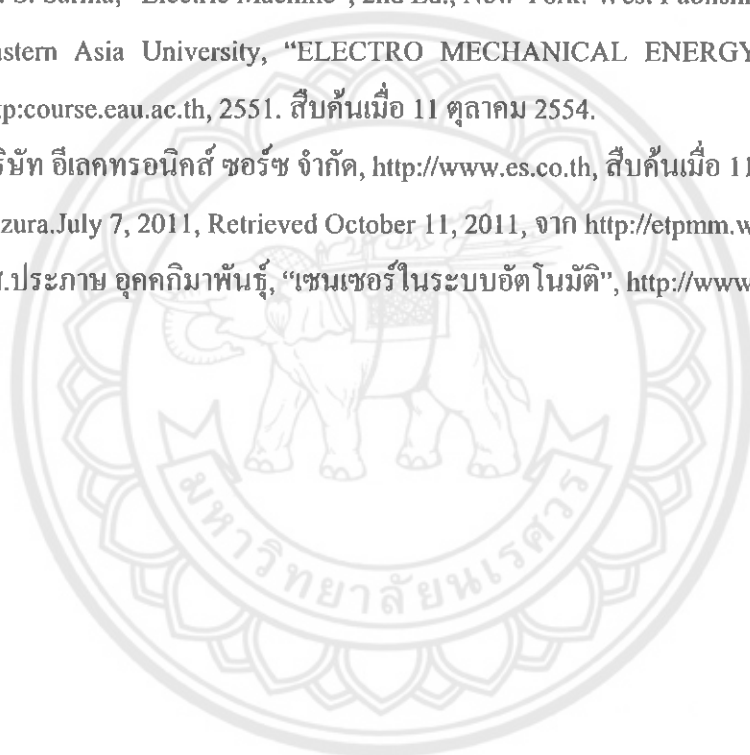 S. Sarma, "Electric Machine", 2nd Ed., New York: West Publishin
astern Asia University, "ELECTRO MECHANICAL ENERGY
tp:course.eau.ac.th, 2551. สืบค้นเมื่อ 11 ตุลาคม 2554.
ริษัท อีเลคทรอนิคส์ ซอร์ซ จำกัด, http://www.es.co.th, สืบค้นเมื่อ 11
zura.July 7, 2011, Retrieved October 11, 2011, จาก http://etpmm.w
.ประภาษ อุคคกิมาพันธุ์, "เซนเซอร์ในระบบอัตโนมัติ", http://www
มหาวิทยาลัยนเรศวร